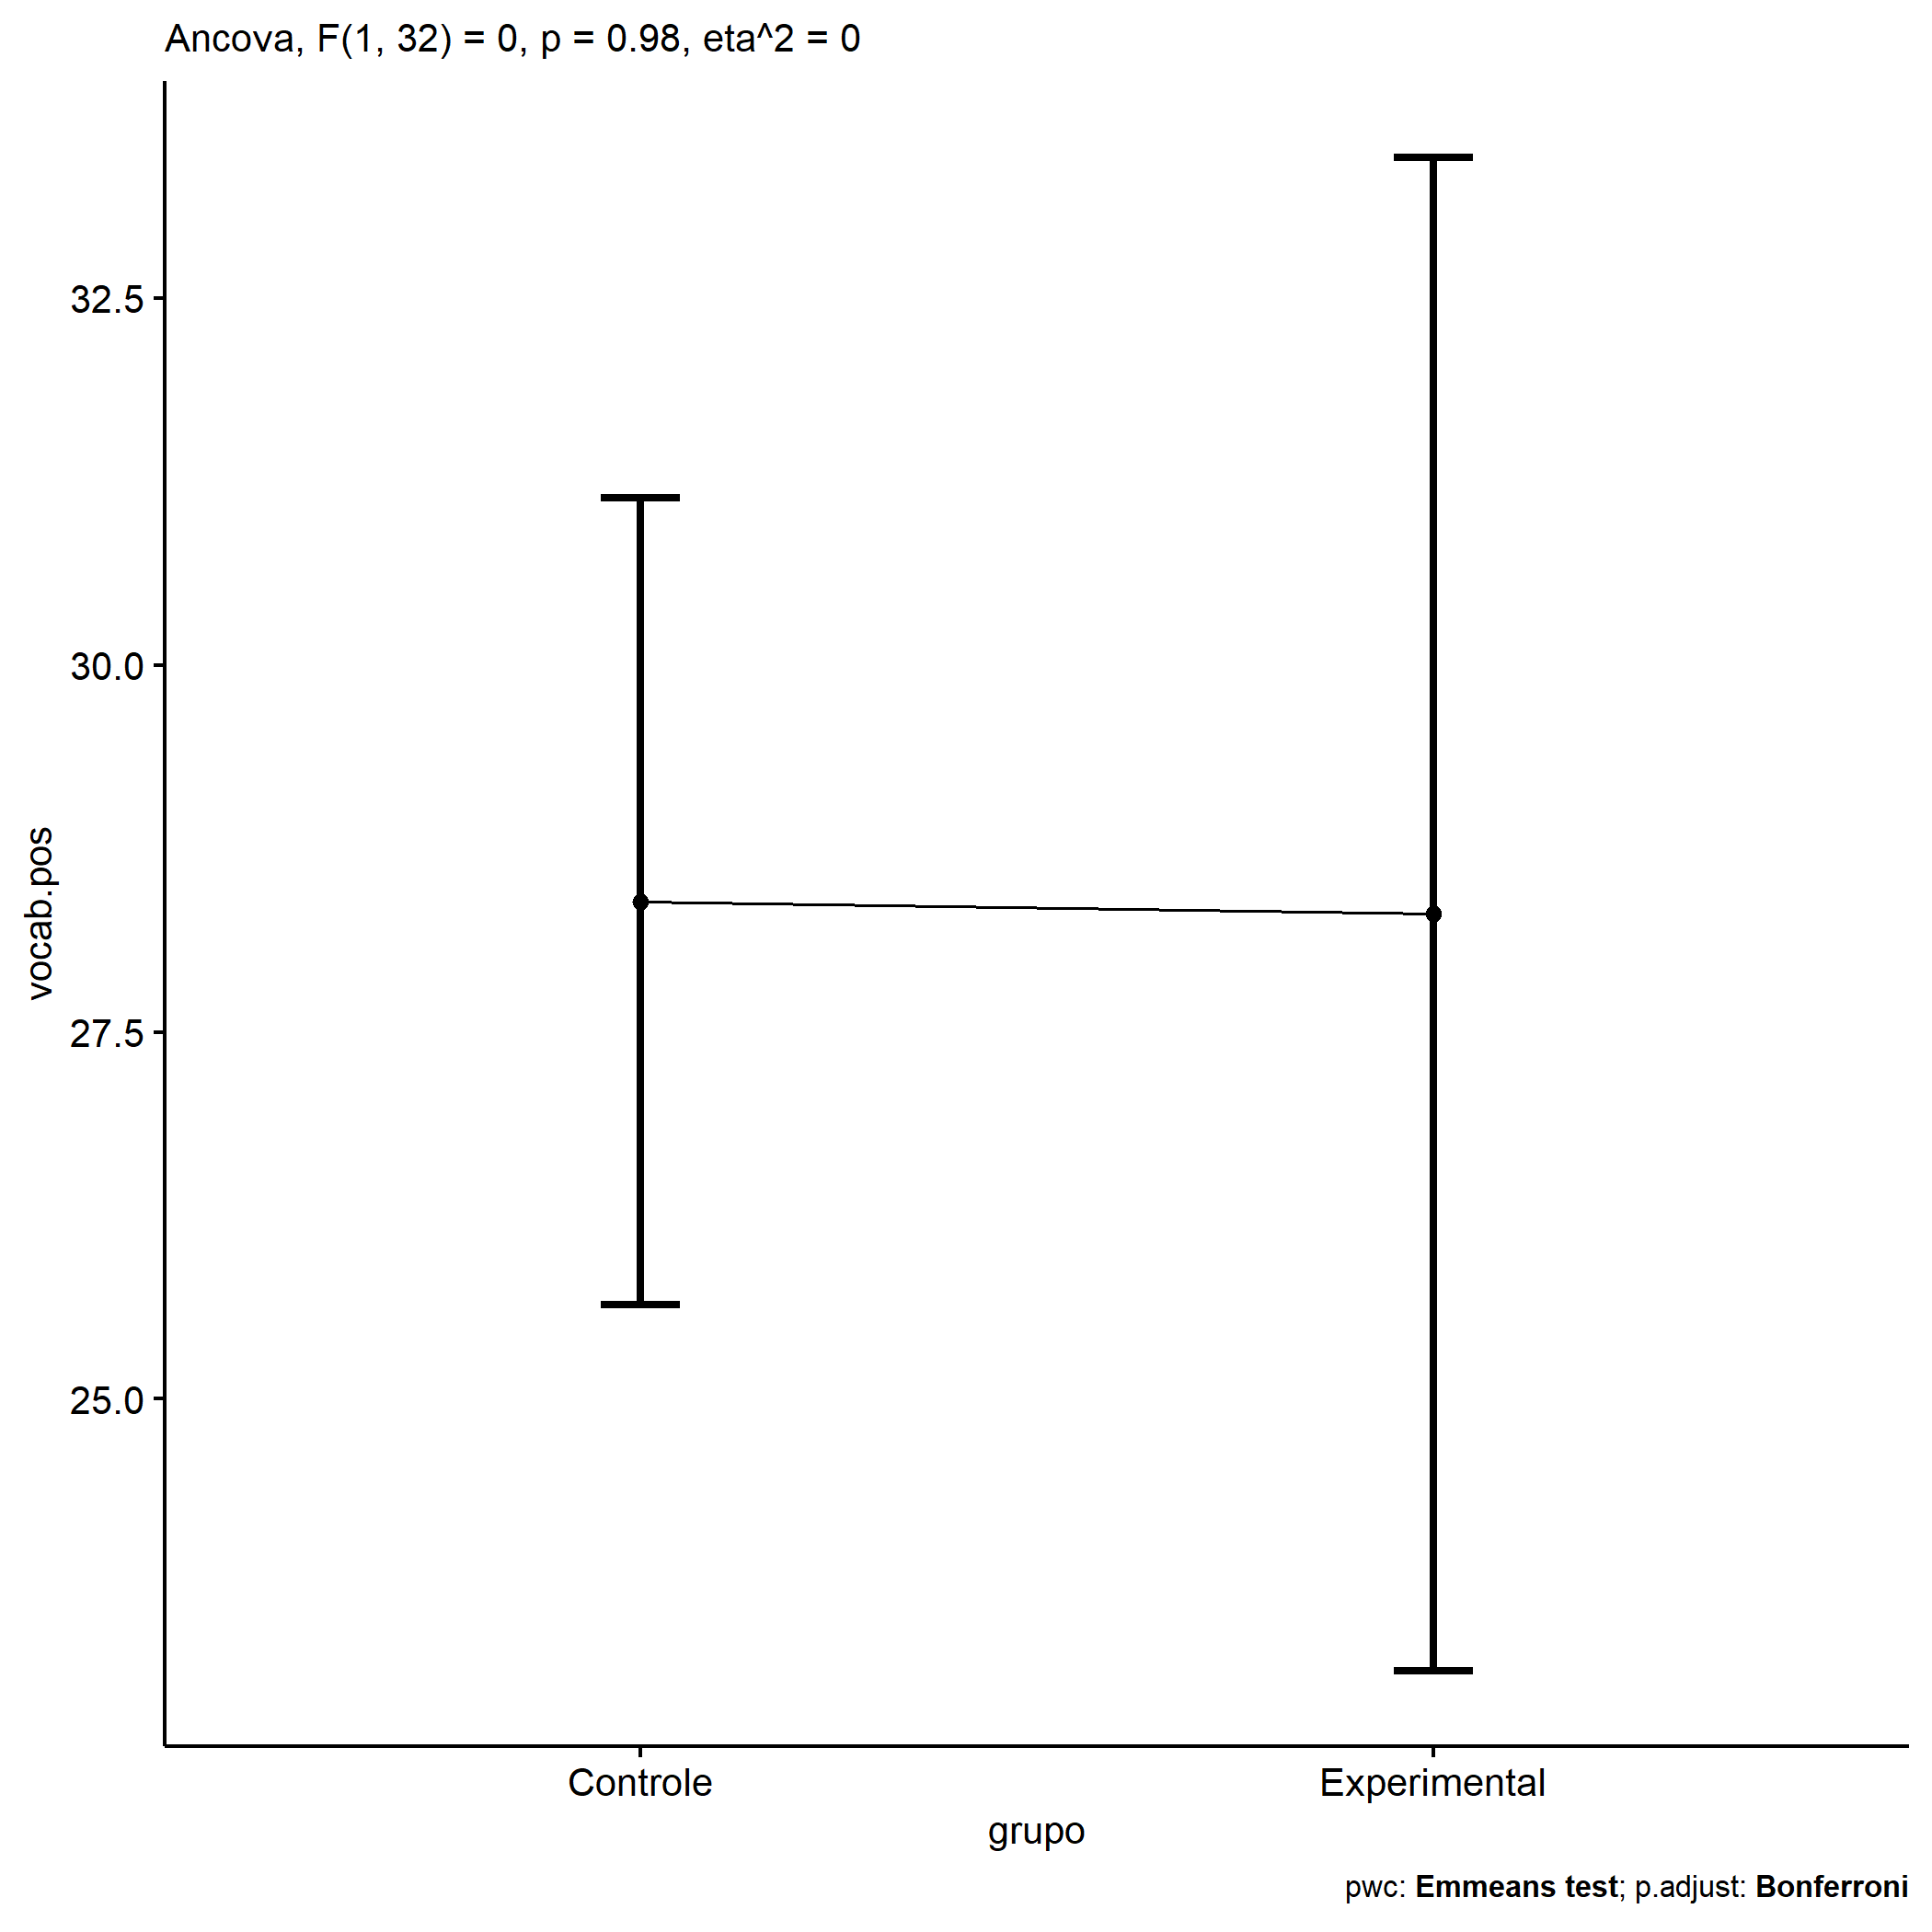 Ancova, F(1, 32) = 0, p = 0.98, eta^2 = 0
32.5
30.0
27.5
25.0
vocab.pos
Controle
Experimental
grupo
pwc: Emmeans test; p.adjust: Bonferroni